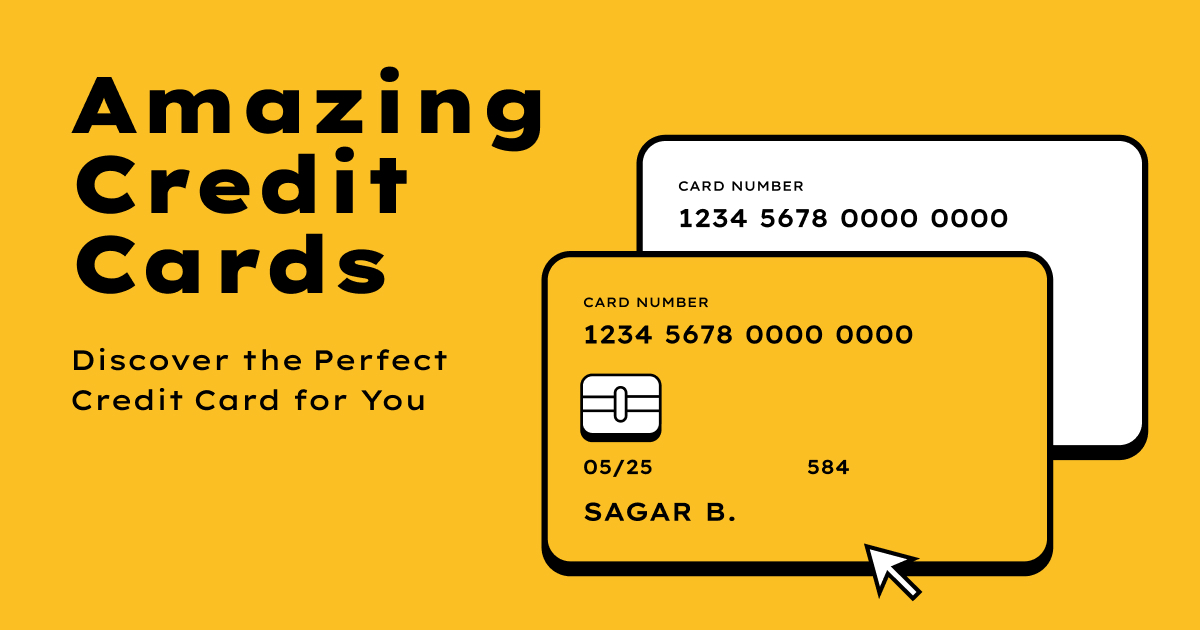 Amazing
Credit
Cards
Discover the Perfect
Credit Card for You
CARD NUMBER
1234 5678 0000 0000
CARD NUMBER
1234 5678 0000 0000
05/25 584
SAGAR B.